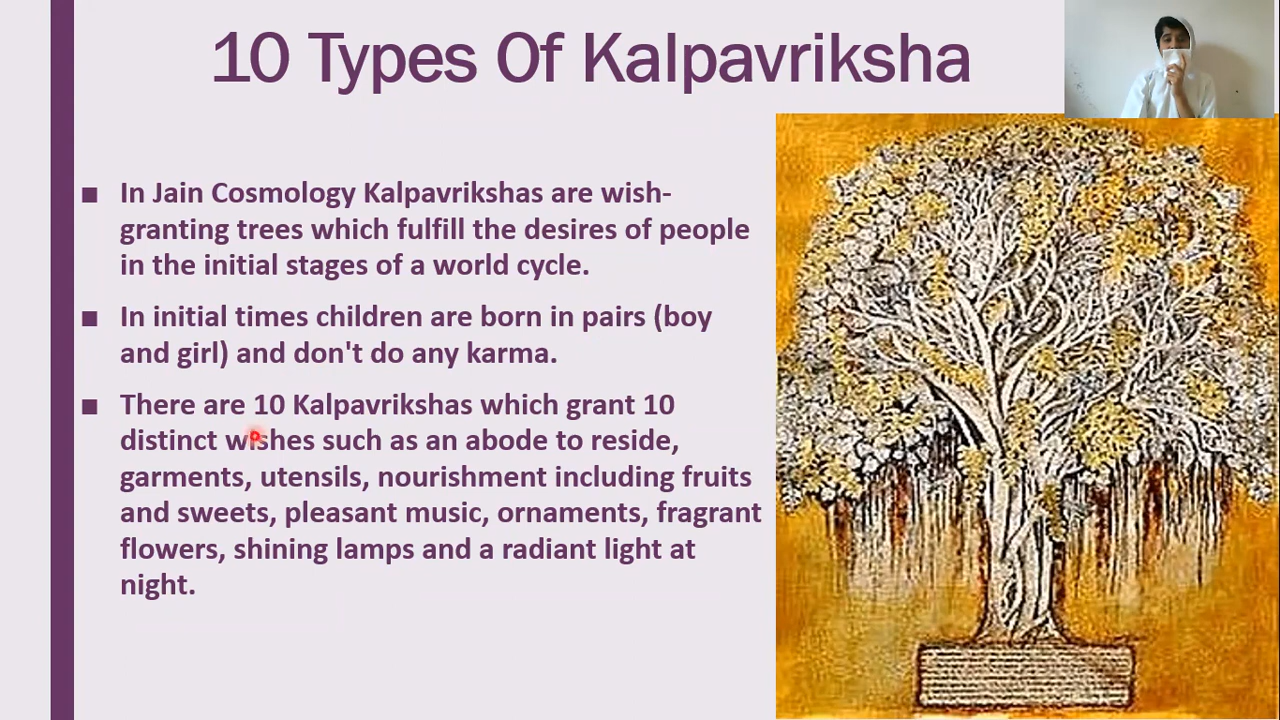 10 Types Of Kalpavriksha
■ In Jain Cosmology Kalpavrikshas are wish-
granting trees which fulfill the desires of people
in the initial stages of a world cycle.
■ In initial times children are born in pairs (boy
and girl) and don't do any karma.
■ There are 10 Kalpavrikshas which grant 10
distinct wishes such as an abode to reside,
garments, utensils, nourishment including fruits
and sweets, pleasant music, ornaments, fragrant
flowers, shining lamps and a radiant light at
night.